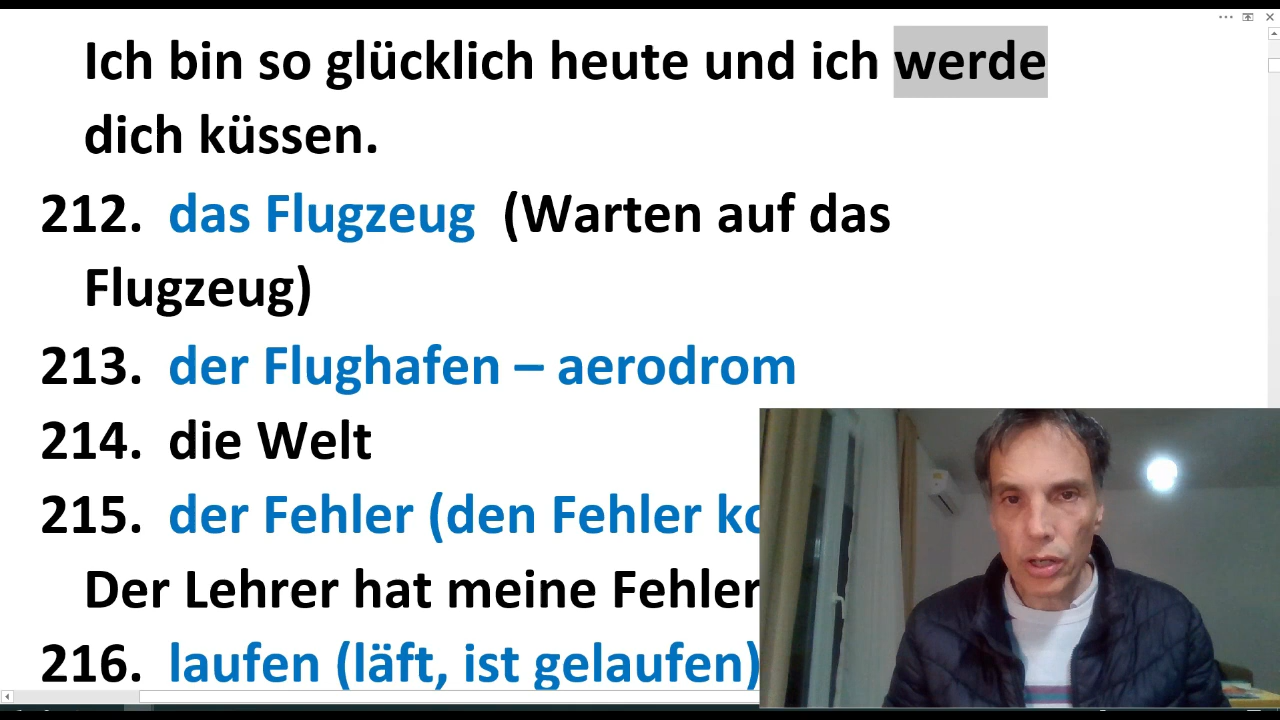 Ich bin so glücklich heute und ich werde
dich küssen.
212. das Flugzeug (Warten auf das
Flugzeug)
213. der Flughafen – aerodrom
214. die Welt
215. der Fehler (den Fehler
Der Lehrer hat meine Fehler
216. laufen (läft, ist gelaufen)